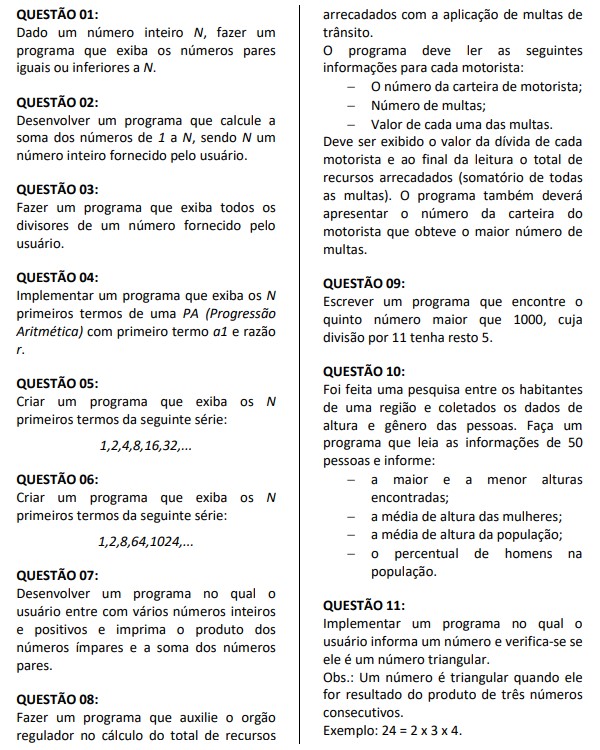 QUESTÃO 01:
Dado um número inteiro N, fazer um
programa que exiba os números pares
iguais ou inferiores a N.
QUESTÃO 02:
Desenvolver um programa que calcule a
soma dos números de 1 a N, sendo N um
número inteiro fornecido pelo usuário.
QUESTÃO 03:
Fazer um programa que exiba todos os
divisores de um número fornecido pelo
usuário.
QUESTÃO 04:
Implementar um programa que exiba os N
primeiros termos de uma PA (Progressão
Aritmética) com primeiro termo a1 e razão
r.
QUESTÃO 05:
Criar um programa que exiba os N
primeiros termos da seguinte série:
1,2,4,8,16,32,...
QUESTÃO 06:
Criar um programa que exiba os N
primeiros termos da seguinte série:
1,2,8,64,1024,...
QUESTÃO 07:
Desenvolver um programa no qual o
usuário entre com vários números inteiros
e positivos e imprima o produto dos
números ímpares e a soma dos números
pares.
QUESTÃO 08:
Fazer um programa que auxilie o orgão
regulador no cálculo do total de recursos
arrecadados com a aplicação de multas de
trânsito.
O programa deve ler as seguintes
informações para cada motorista:
− O número da carteira de motorista;
− Número de multas;
− Valor de cada uma das multas.
Deve ser exibido o valor da dívida de cada
motorista e ao final da leitura o total de
recursos arrecadados (somatório de todas
as multas). O programa também deverá
apresentar o número da carteira do
motorista que obteve o maior número de
multas.
QUESTÃO 09:
Escrever um programa que encontre o
quinto número maior que 1000, cuja
divisão por 11 tenha resto 5.
QUESTÃO 10:
Foi feita uma pesquisa entre os habitantes
de uma região e coletados os dados de
altura e gênero das pessoas. Faça um
programa que leia as informações de 50
pessoas e informe:
− a maior e a menor alturas
encontradas;
− a média de altura das mulheres;
− a média de altura da população;
− o percentual de homens na
população.
QUESTÃO 11:
Implementar um programa no qual o
usuário informa um número e verifica-se se
ele é um número triangular.
Obs.: Um número é triangular quando ele
for resultado do produto de três números
consecutivos.
Exemplo: 24 = 2 x 3 x 4.